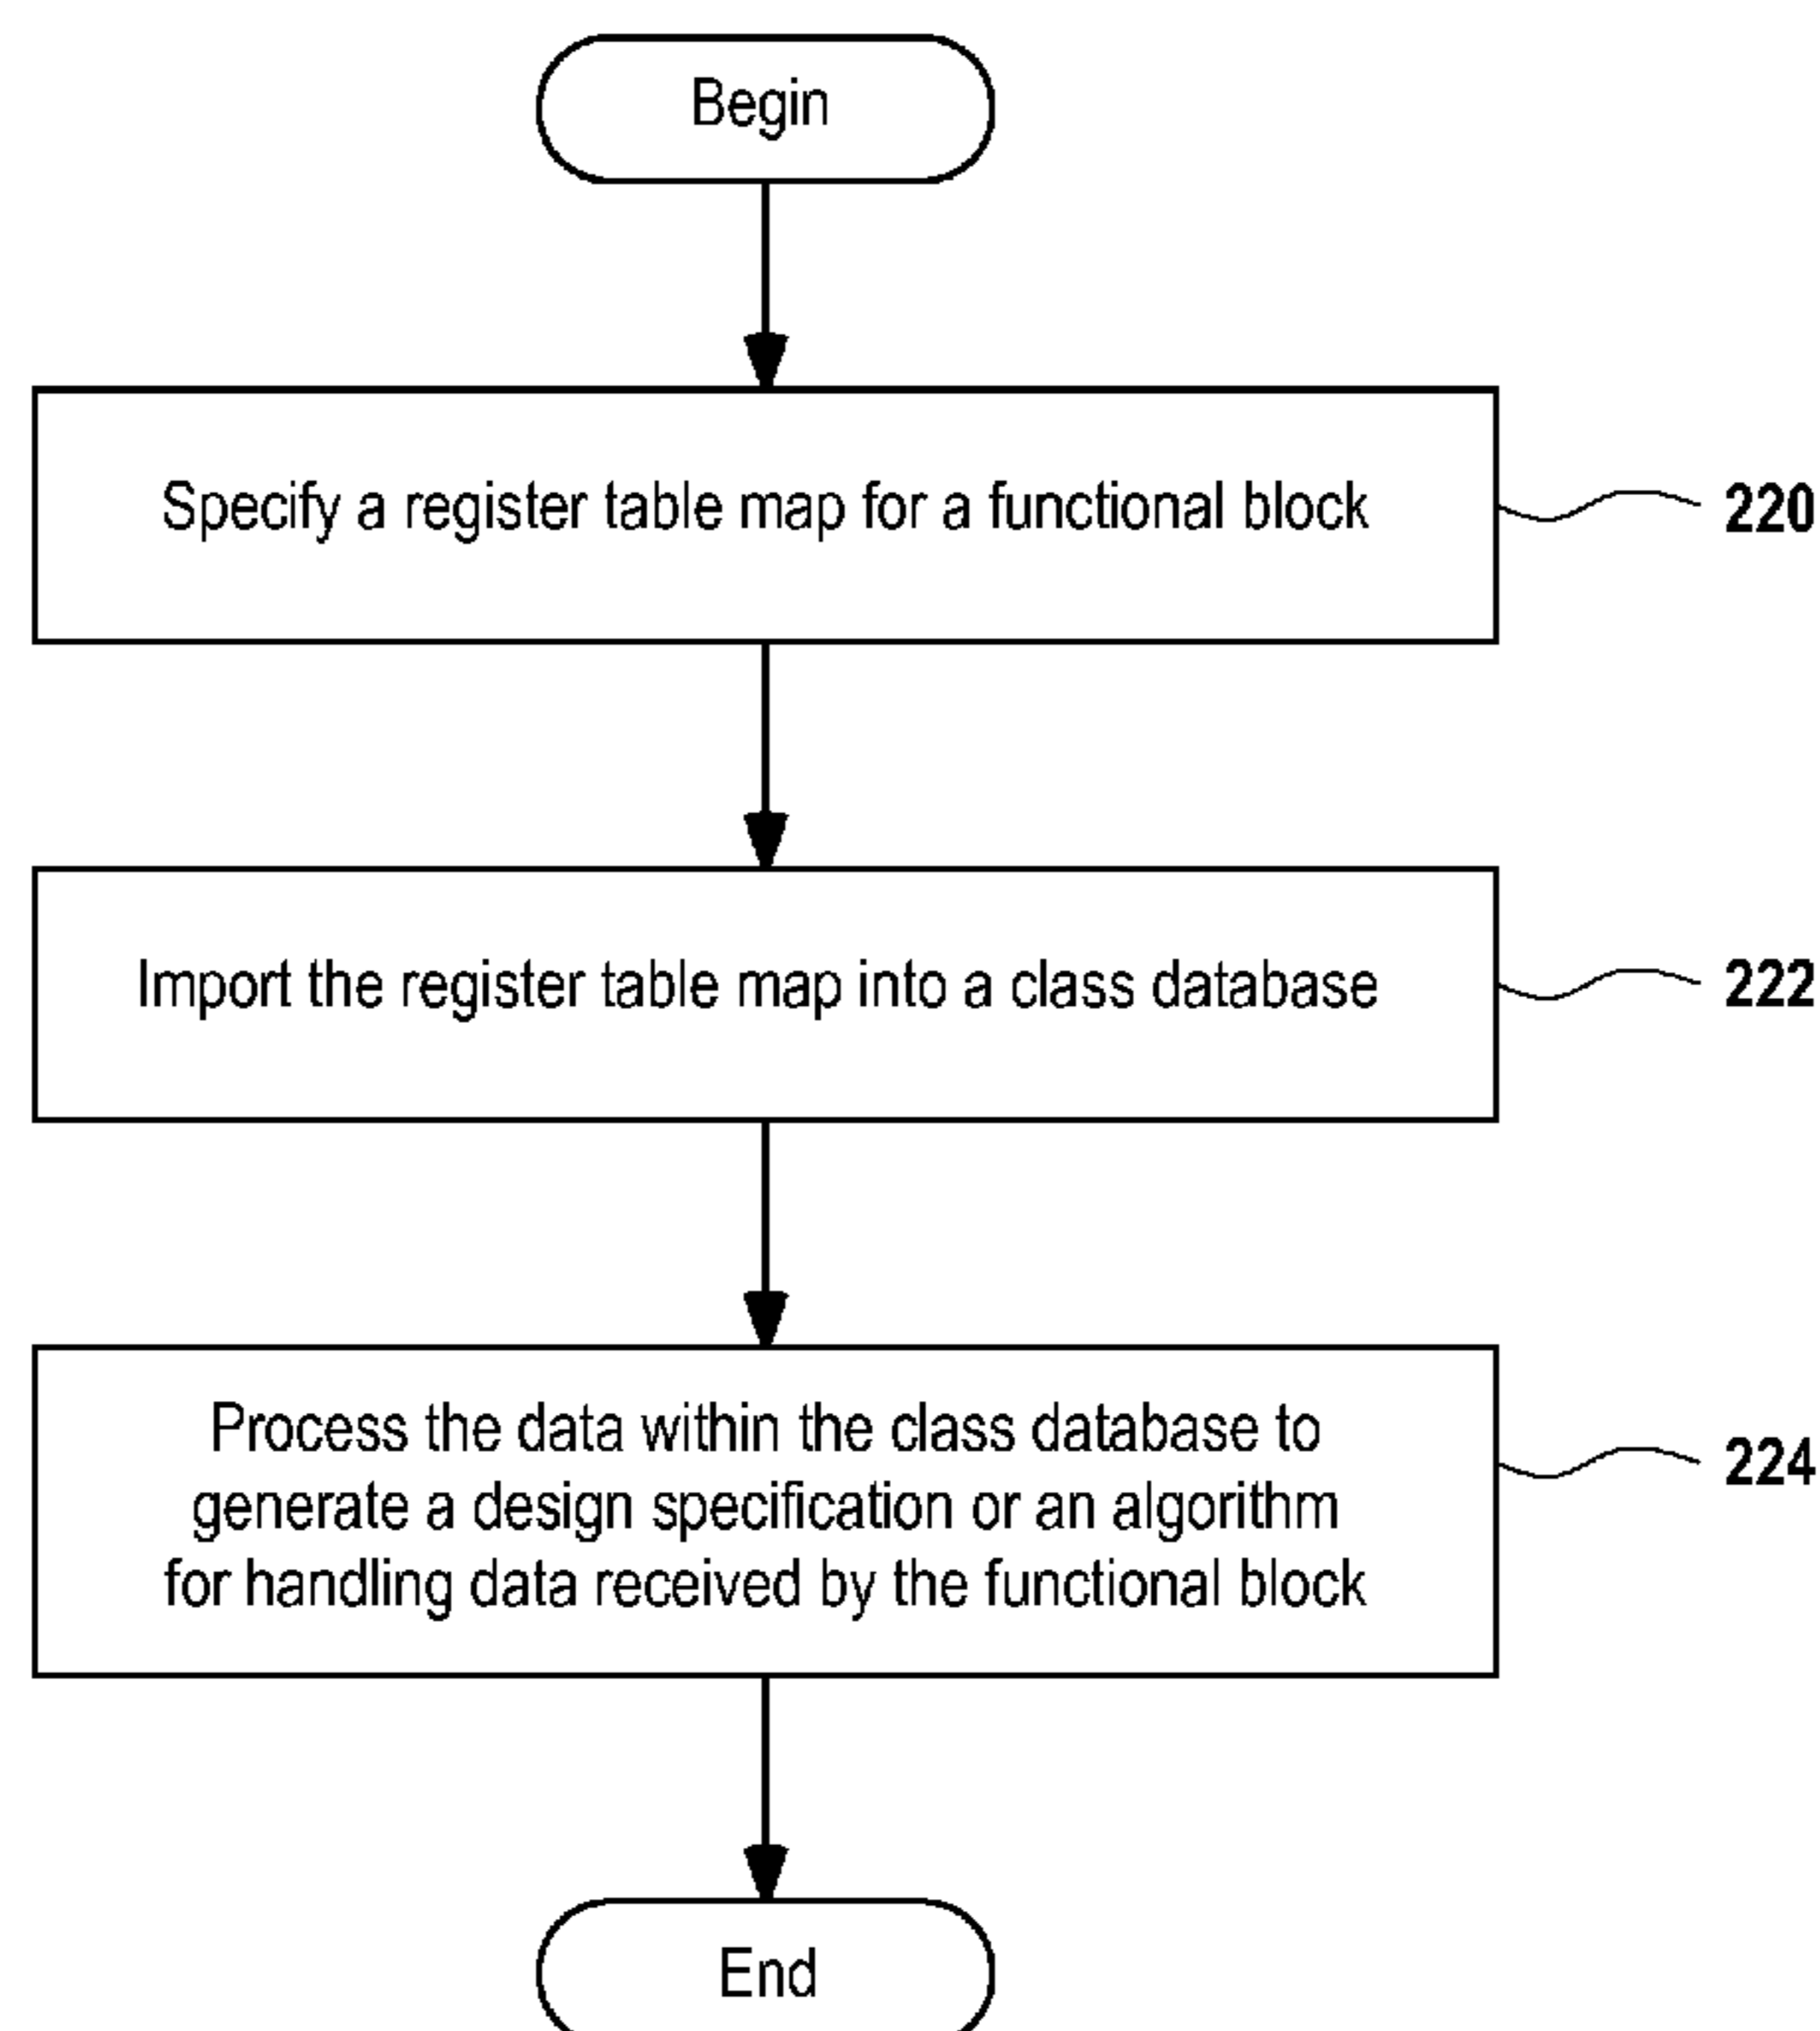 Begin
Specify a register table map for a functional block
220
Import the register table map into a class database
222
Process the data within the class database to
generate a design specification or an algorithm
for handling data received by the functional block
224
End